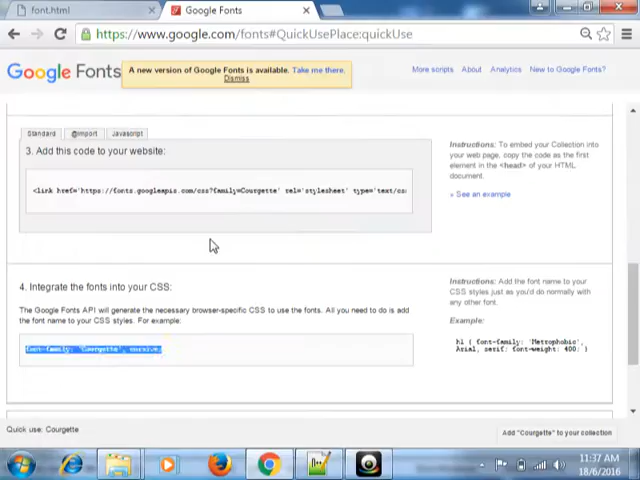 font.html
Google Fonts
https://www.google.com/fonts#QuickUsePlace:quickUse
Google Fonts
A new version of Google Fonts is available. Take me there.
Dismiss
More scripts About Analytics New to Google Fonts?
Standard @import Javascript
3. Add this code to your website:
<link href='https://fonts.googleapis.com/css?family=Courgette' rel='stylesheet' type='text/cs
Instructions: To embed your Collection into
your web page, copy the code as the first
element in the <head> of your HTML
document.
» See an example
4. Integrate the fonts into your CSS:
The Google Fonts API will generate the necessary browser-specific CSS to use the fonts. All you need to do is add
the font name to your CSS styles. For example:
font-family: 'Courgette', cursive;
Instructions: Add the font name to your
CSS styles just as you'd do normally with
any other font.
Example:
h1 { font-family: 'Metrophobic',
Arial, serif; font-weight: 400; }
Quick use: Courgette
Add "Courgette" to your collection
11:37 AM
18/6/2016